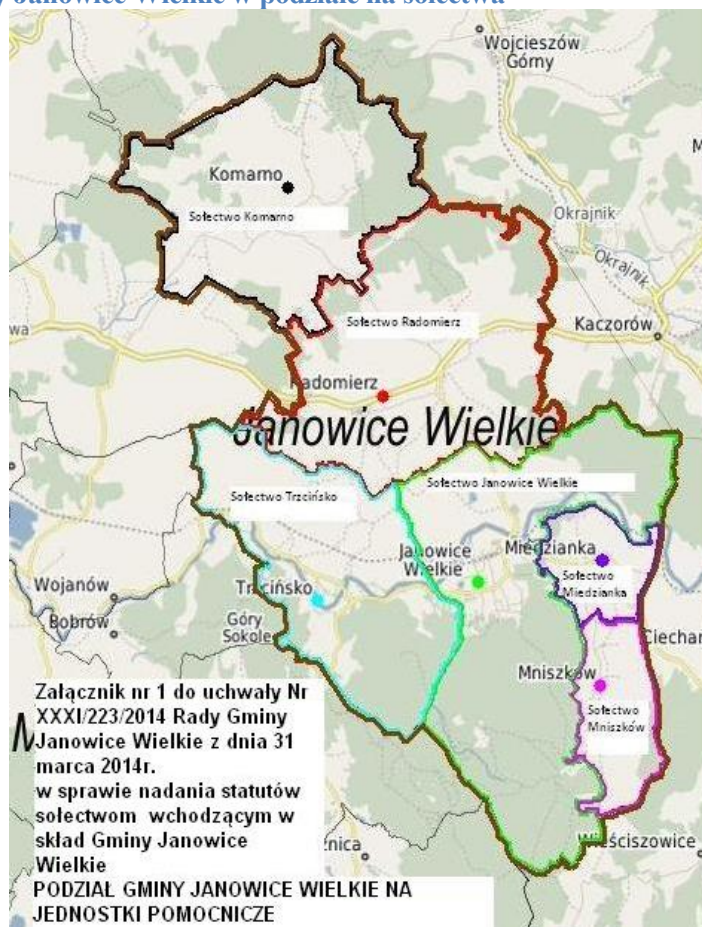 y Janowice Wielkie w podziale na sołectwa
Wojcieszów
Górny
Komarno
Sołectwo Komarno
Okrajnik
Okrajnik
Sołectwo Radomierz
Kaczorów
wa
Radomierz
Janowice Wielkie
Sołectwo Trzcińsko
Sołectwo Janowice Wielkie
Janowice
Wielkie
Miedzianka
Sołectwo
Miedzianka
Wojanów
Trzcińsko
Bobrów
Góry
Sokole
Ciechan
Mniszków
Sołectwo
Mniszków
Załącznik nr 1 do uchwały Nr
XXXI/223/2014 Rady Gminy
Janowice Wielkie z dnia 31
marca 2014r.
w sprawie nadania statutów
sołectwom wchodzącym w
skład Gminy Janowice
Wielkie
PODZIAŁ GMINY JANOWICE WIELKIE NA
JEDNOSTKI POMOCNICZE
M
źnica
Wieściszowice